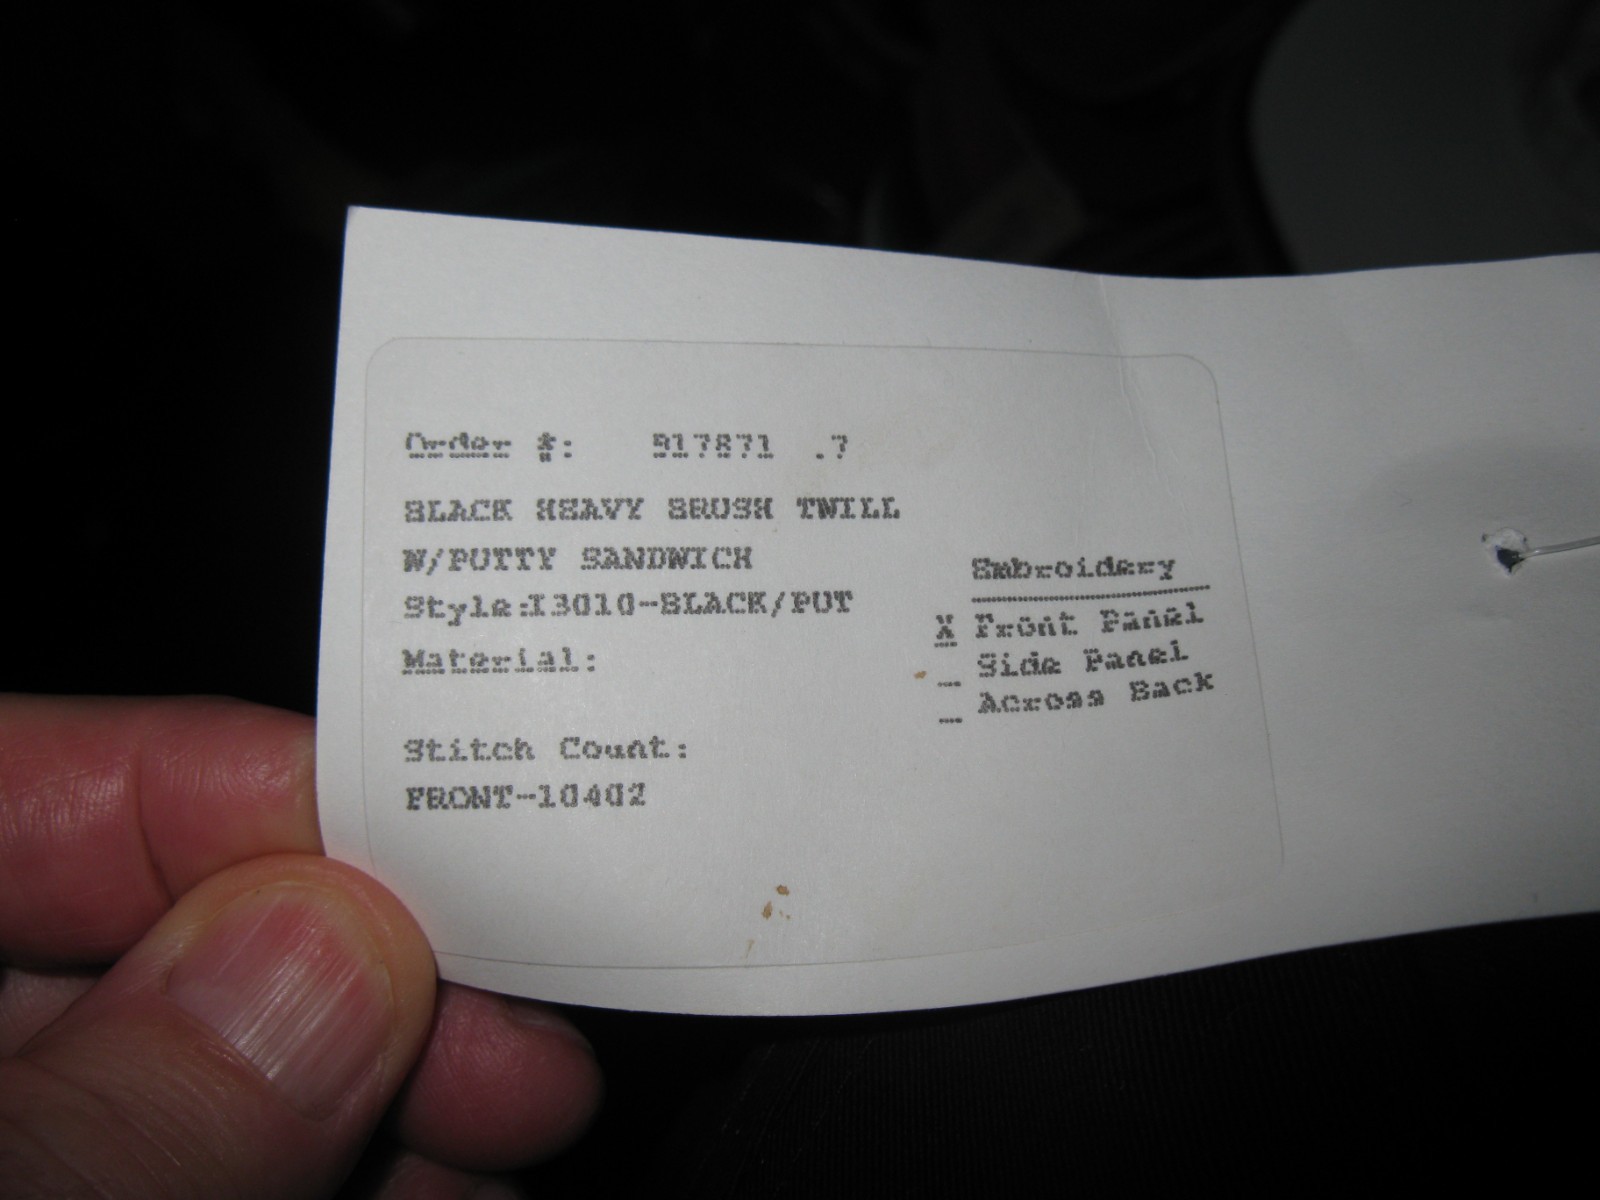 Order #: 917871 .7
BLACK HEAVY BRUSH TWILL
W/PUTTY SANDWICH
Style:I3010-BLACK/PUT
Material:
Stitch Count:
FRONT-10402
Embroidery
X Front Panel
_ Side Panel
_ Across Back